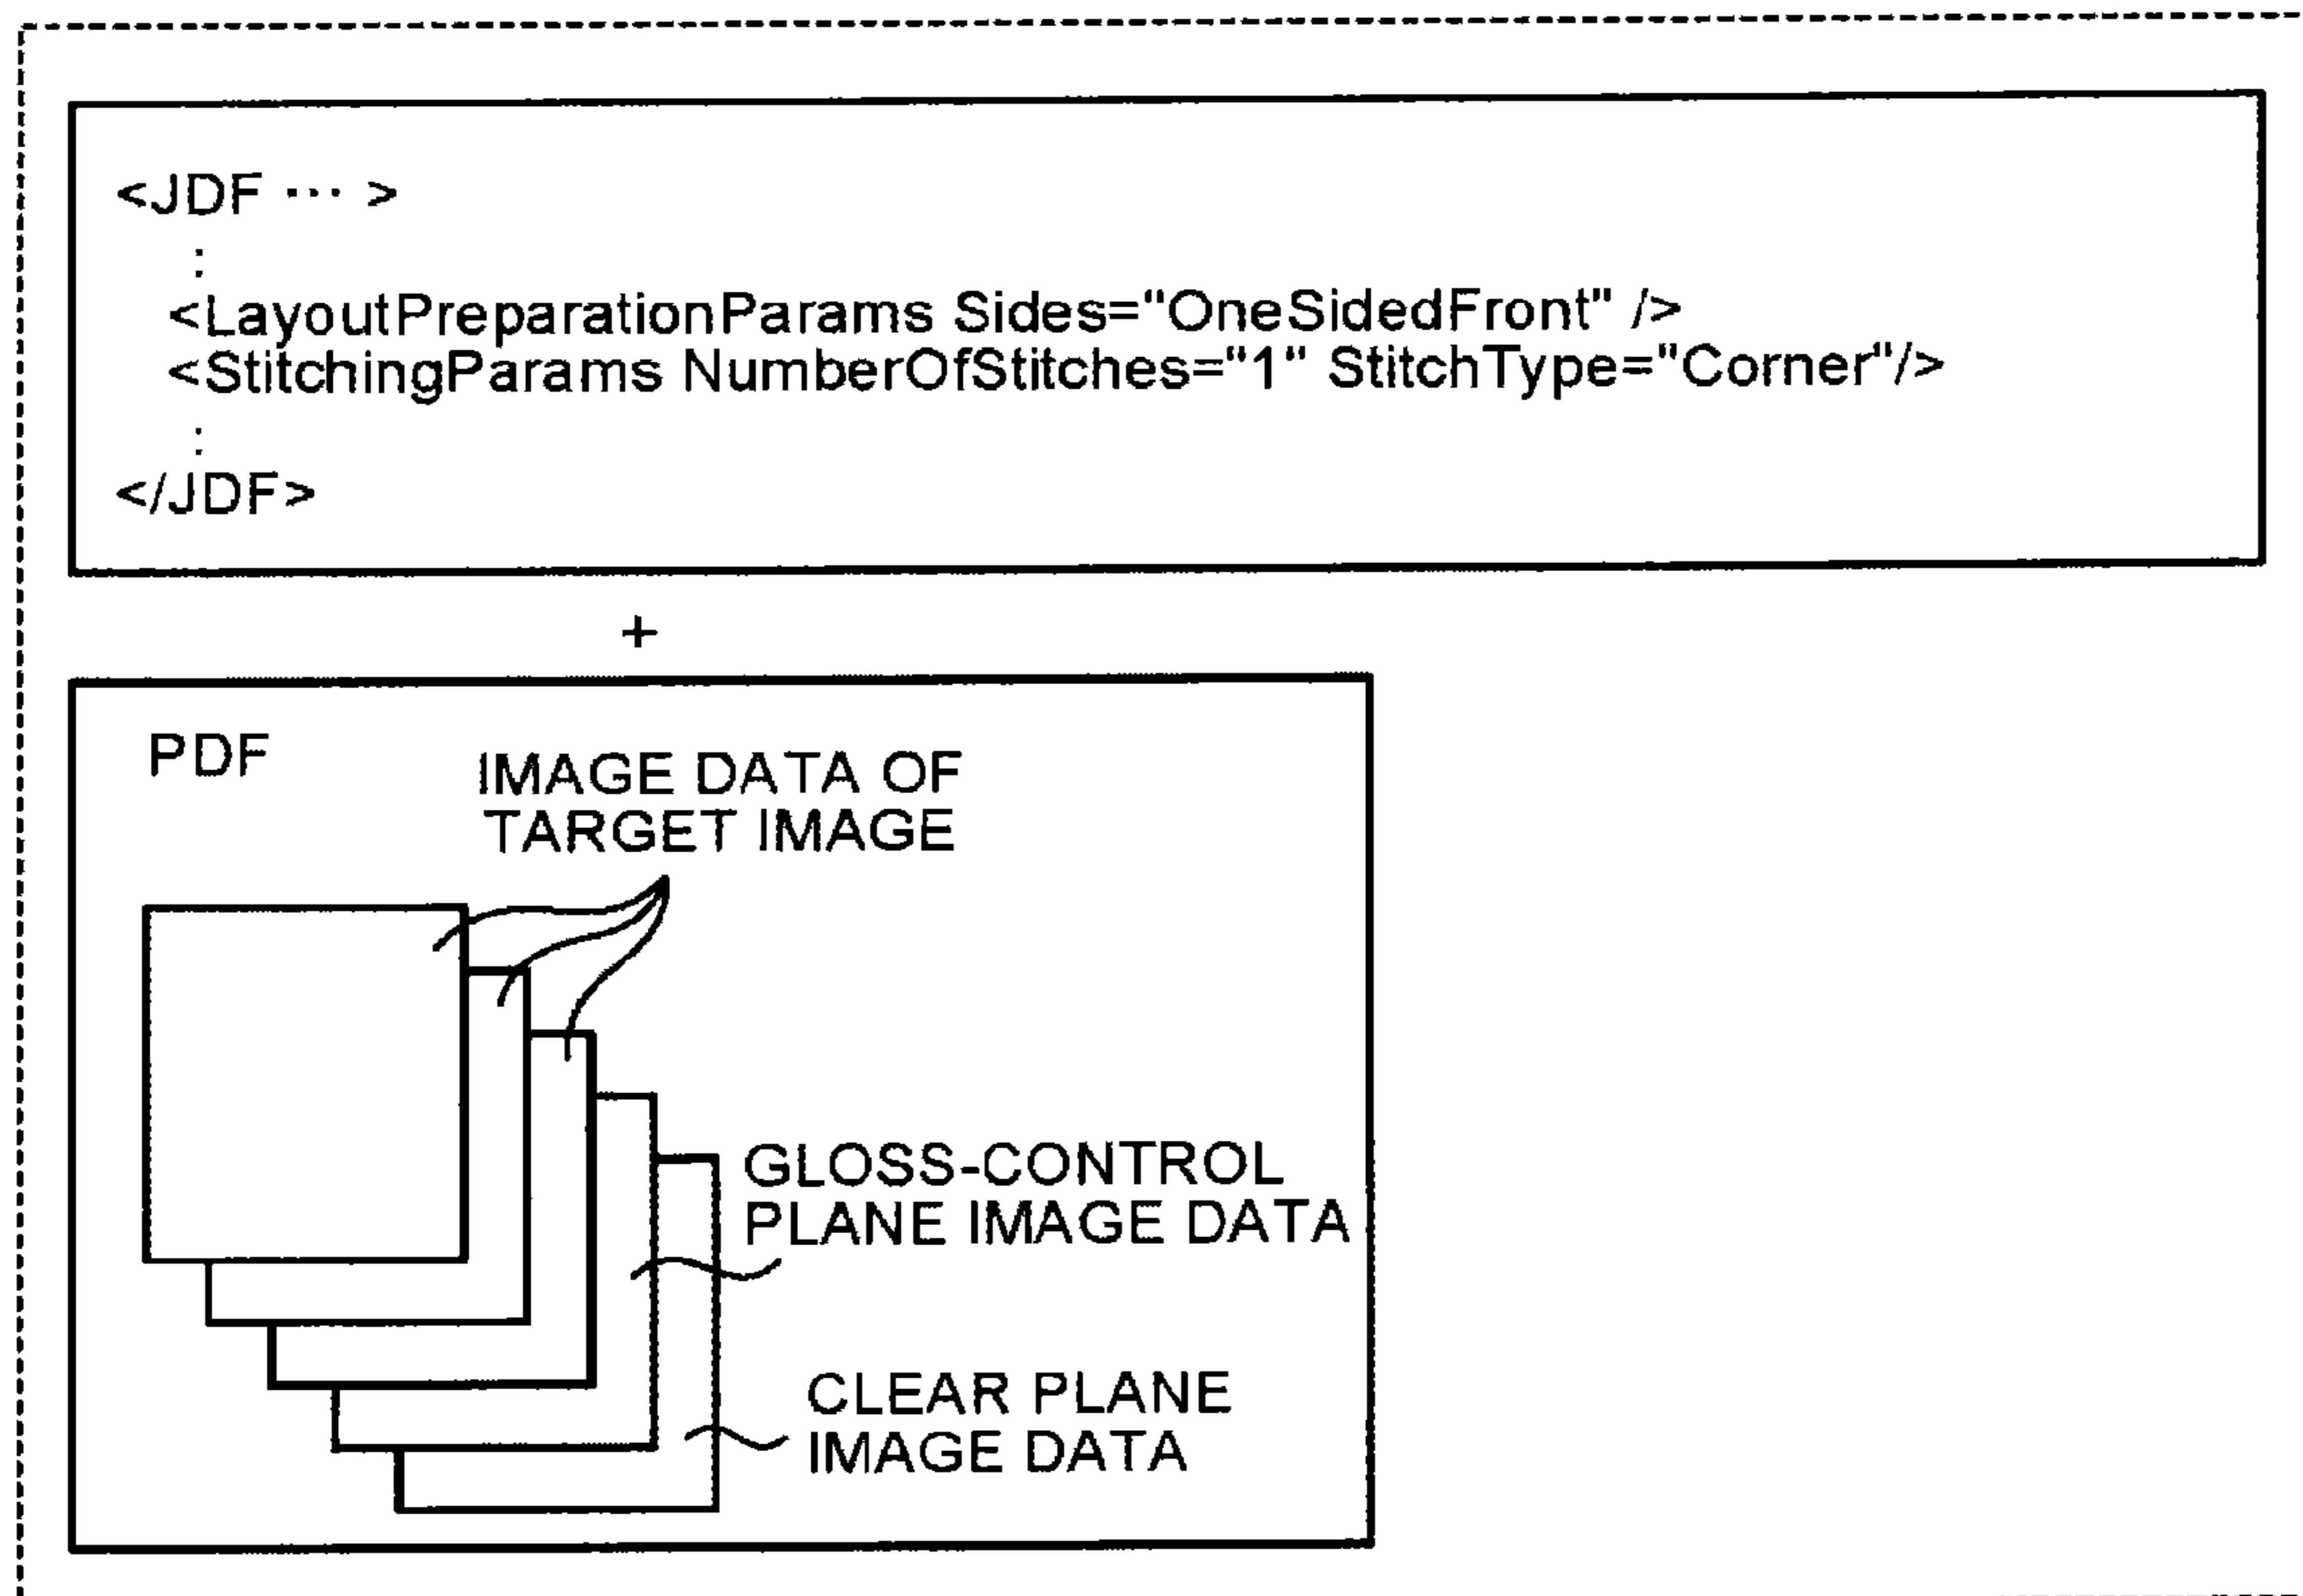 <JDF ··· >
:
<LayoutPreparationParams Sides="OneSidedFront" />
<StitchingParams NumberOfStitches="1" StitchType="Corner"/>
:
</JDF>
+
PDF
IMAGE DATA OF
TARGET IMAGE
GLOSS-CONTROL
PLANE IMAGE DATA
CLEAR PLANE
IMAGE DATA